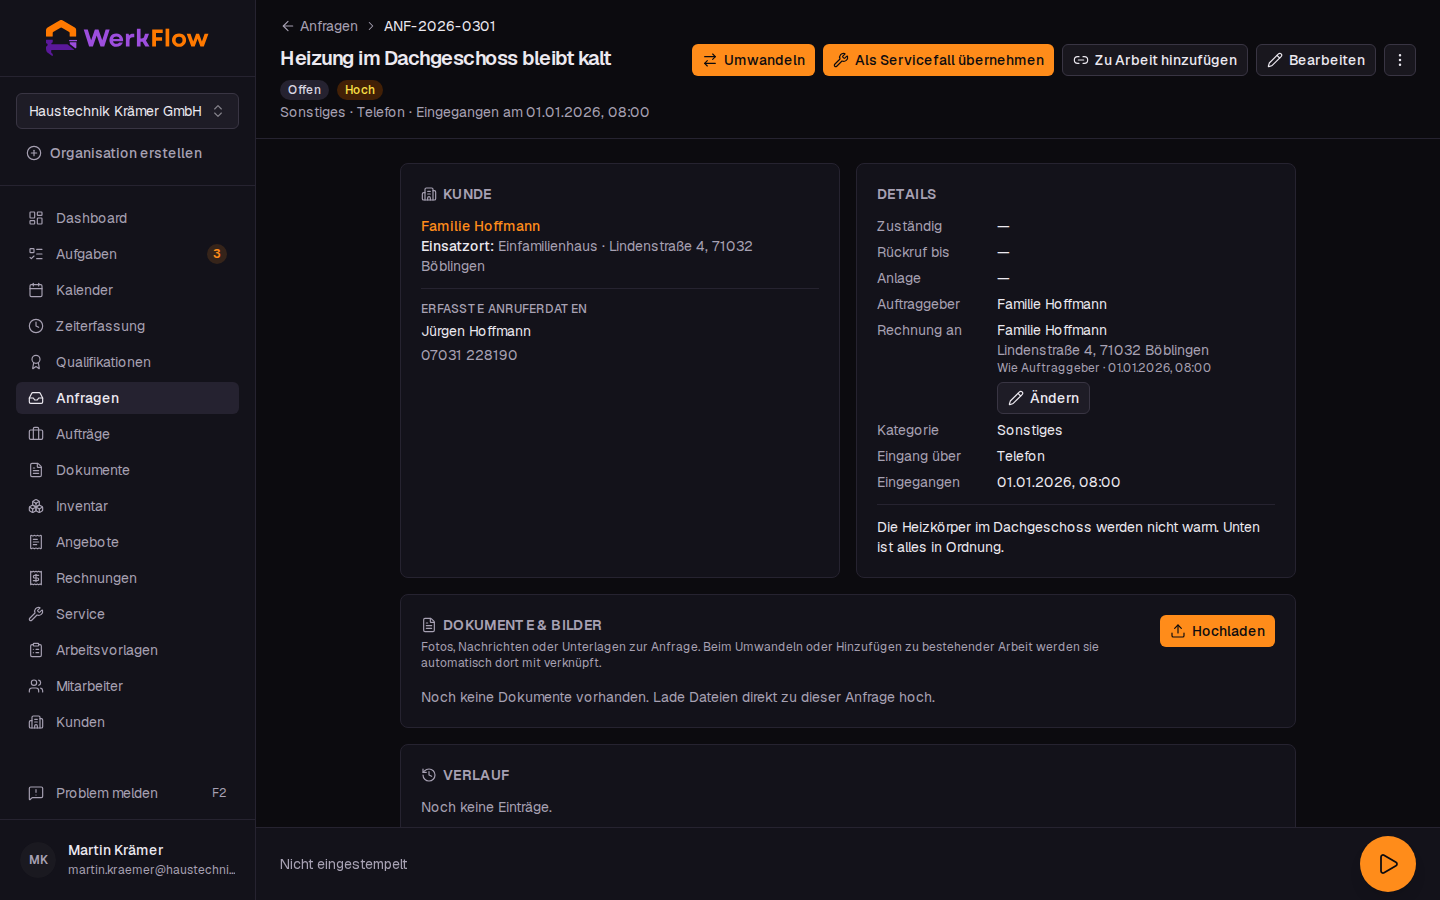 WerkFlow
Haustechnik Krämer GmbH
Organisation erstellen
Dashboard
Aufgaben
3
Kalender
Zeiterfassung
Qualifikationen
Anfragen
Aufträge
Dokumente
Inventar
Angebote
Rechnungen
Service
Arbeitsvorlagen
Mitarbeiter
Kunden
Problem melden
F2
MK
Martin Krämer
martin.kraemer@haustechni...
Anfragen
ANF-2026-0301
Heizung im Dachgeschoss bleibt kalt
Umwandeln
Als Servicefall übernehmen
Zu Arbeit hinzufügen
Bearbeiten
Offen
Hoch
Sonstiges · Telefon · Eingegangen am 01.01.2026, 08:00
KUNDE
Familie Hoffmann
Einsatzort: Einfamilienhaus · Lindenstraße 4, 71032
Böblingen
ERFASSTE ANRUFERDATEN
Jürgen Hoffmann
07031 228190
DETAILS
Zuständig —
Rückruf bis —
Anlage —
Auftraggeber Familie Hoffmann
Rechnung an Familie Hoffmann
Lindenstraße 4, 71032 Böblingen
Wie Auftraggeber · 01.01.2026, 08:00
Ändern
Kategorie Sonstiges
Eingang über Telefon
Eingegangen 01.01.2026, 08:00
Die Heizkörper im Dachgeschoss werden nicht warm. Unten
ist alles in Ordnung.
DOKUMENTE & BILDER
Fotos, Nachrichten oder Unterlagen zur Anfrage. Beim Umwandeln oder Hinzufügen zu bestehender Arbeit werden sie
automatisch dort mit verknüpft.
Hochladen
Noch keine Dokumente vorhanden. Lade Dateien direkt zu dieser Anfrage hoch.
VERLAUF
Noch keine Einträge.
Nicht eingestempelt